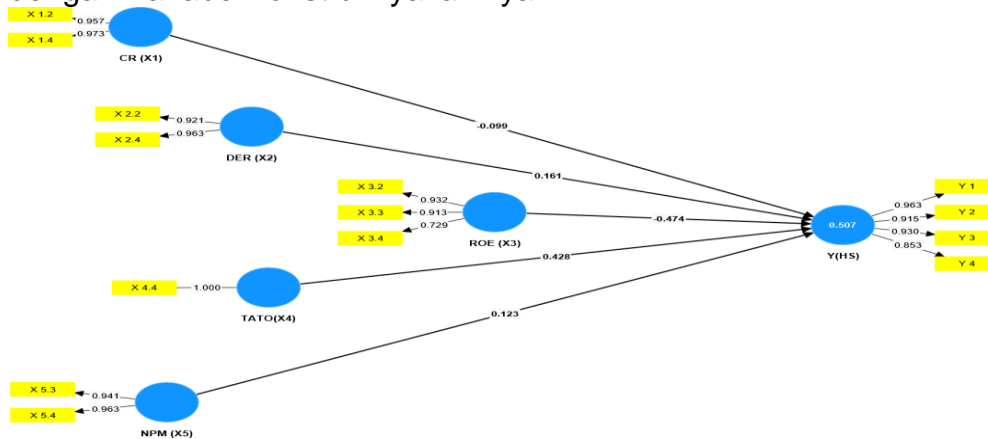 X 1.2
0.957
X 1.4
0.973
CR (X1)
-0.099
X 2.2
0.921
X 2.4
0.963
DER (X2)
0.161
X 3.2
0.932
X 3.3
0.913
X 3.4
0.729
ROE (X3)
-0.474
X 4.4
1.000
TATO(X4)
0.428
X 5.3
0.941
X 5.4
0.963
NPM (X5)
0.123
0.507
Y(HS)
0.963
Y 1
0.915
Y 2
0.930
Y 3
0.853
Y 4